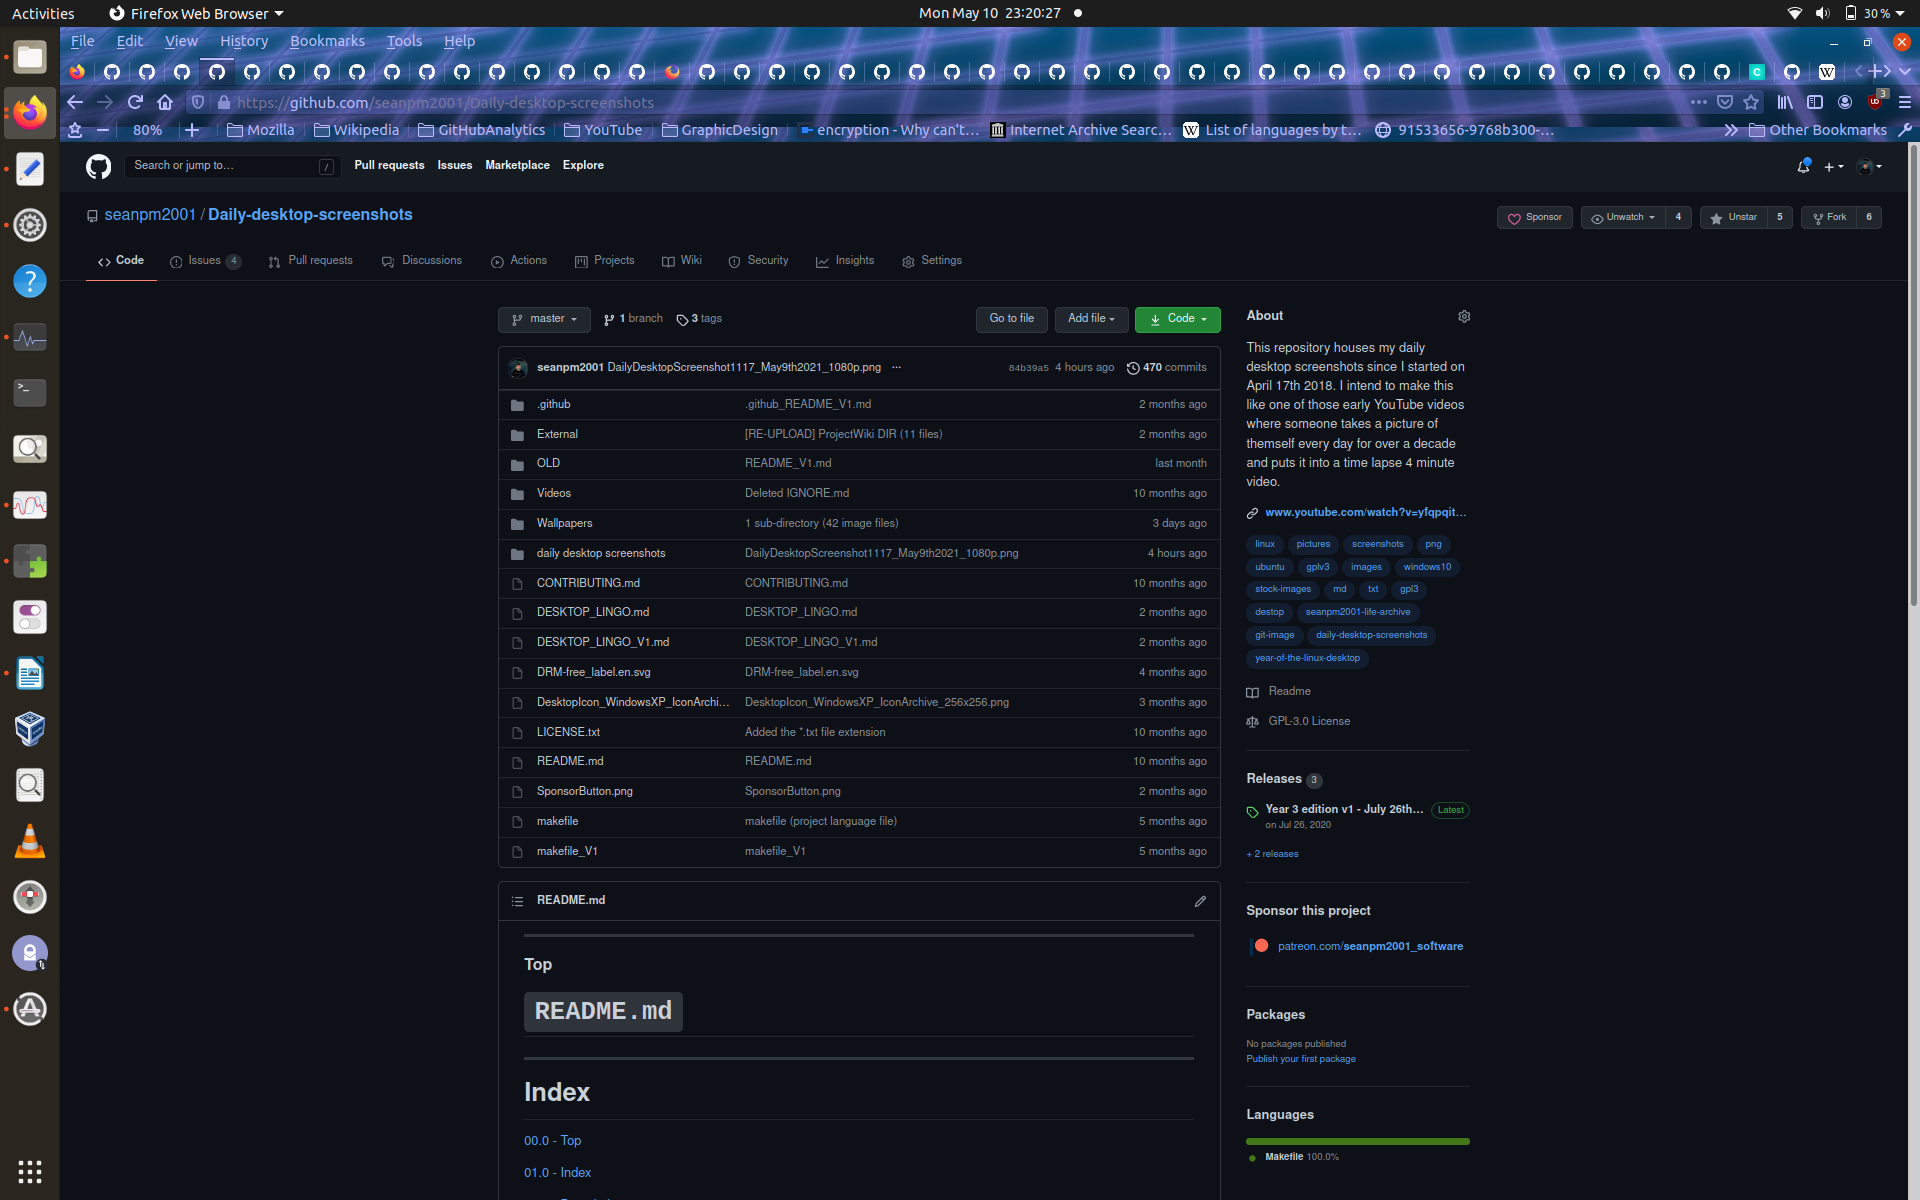 Activities
Firefox Web Browser
Mon May 10 23:20:27
30 %
File Edit View History Bookmarks Tools Help
https://github.com/seanpm2001/Daily-desktop-screenshots
3
80%
Mozilla
Wikipedia
GitHubAnalytics
YouTube
GraphicDesign
encryption - Why can't…
Internet Archive Searc…
List of languages by t…
91533656-9768b300-…
Other Bookmarks
Search or jump to…
/
Pull requests Issues Marketplace Explore
seanpm2001 / Daily-desktop-screenshots
Sponsor
Unwatch 4
Unstar 5
Fork 6
Code
Issues 4
Pull requests
Discussions
Actions
Projects
Wiki
Security
Insights
Settings
master
1 branch
3 tags
Go to file
Add file
Code
seanpm2001 DailyDesktopScreenshot1117_May9th2021_1080p.png ... 84b39a5 4 hours ago 470 commits
.github .github_README_V1.md 2 months ago
External [RE-UPLOAD] ProjectWiki DIR (11 files) 2 months ago
OLD README_V1.md last month
Videos Deleted IGNORE.md 10 months ago
Wallpapers 1 sub-directory (42 image files) 3 days ago
daily desktop screenshots DailyDesktopScreenshot1117_May9th2021_1080p.png 4 hours ago
CONTRIBUTING.md CONTRIBUTING.md 10 months ago
DESKTOP_LINGO.md DESKTOP_LINGO.md 2 months ago
DESKTOP_LINGO_V1.md DESKTOP_LINGO_V1.md 2 months ago
DRM-free_label.en.svg DRM-free_label.en.svg 4 months ago
DesktopIcon_WindowsXP_IconArchi… DesktopIcon_WindowsXP_IconArchive_256x256.png 3 months ago
LICENSE.txt Added the *.txt file extension 10 months ago
README.md README.md 10 months ago
SponsorButton.png SponsorButton.png 2 months ago
makefile makefile (project language file) 5 months ago
makefile_V1 makefile_V1 5 months ago
README.md
Top
README.md
Index
00.0 - Top
01.0 - Index
About
This repository houses my daily
desktop screenshots since I started on
April 17th 2018. I intend to make this
like one of those early YouTube videos
where someone takes a picture of
themself every day for over a decade
and puts it into a time lapse 4 minute
video.
www.youtube.com/watch?v=yfqpqit…
linux pictures screenshots png
ubuntu gplv3 images windows10
stock-images md txt gpl3
destop seanpm2001-life-archive
git-image daily-desktop-screenshots
year-of-the-linux-desktop
Readme
GPL-3.0 License
Releases 3
Year 3 edition v1 - July 26th… Latest
on Jul 26, 2020
+ 2 releases
Sponsor this project
patreon.com/seanpm2001_software
Packages
No packages published
Publish your first package
Languages
Makefile 100.0%